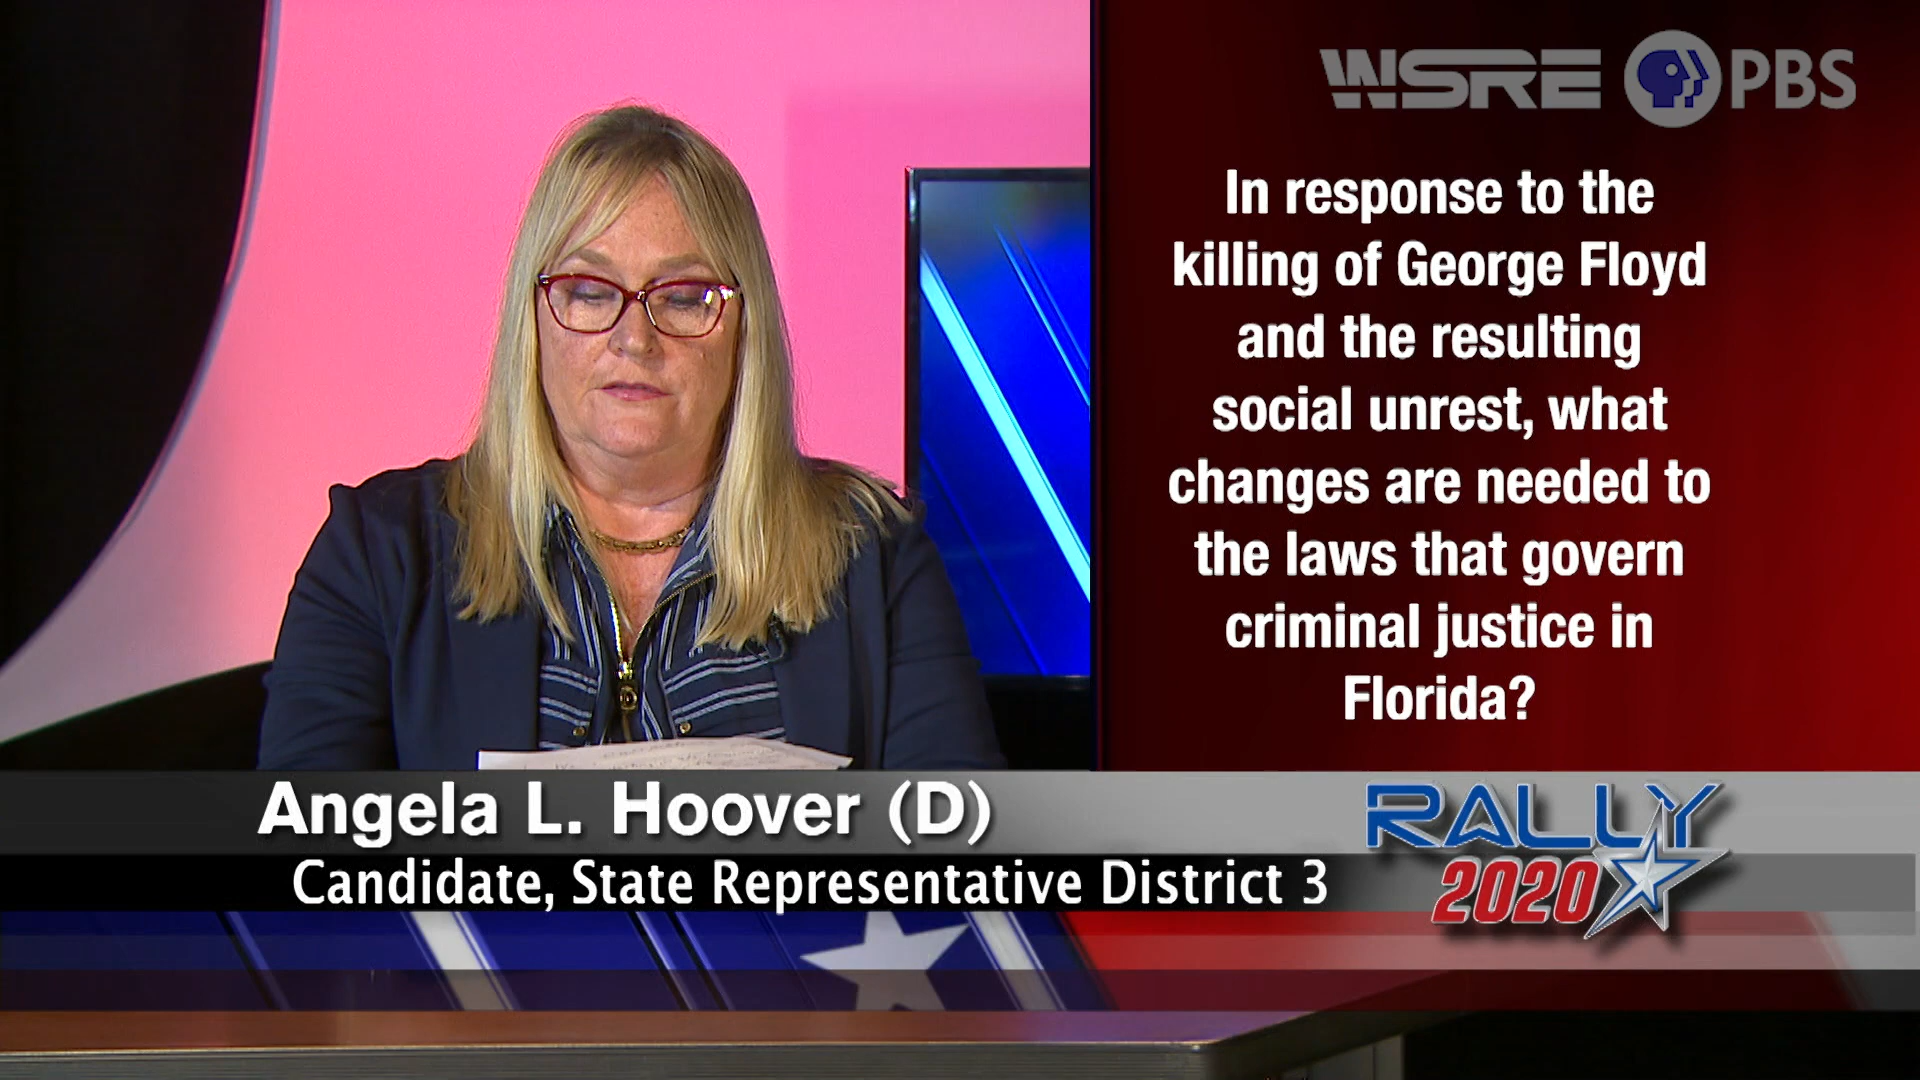 WSRE PBS
In response to the
killing of George Floyd
and the resulting
social unrest, what
changes are needed to
the laws that govern
criminal justice in
Florida?
Angela L. Hoover (D)
Candidate, State Representative District 3
RALLY
2020